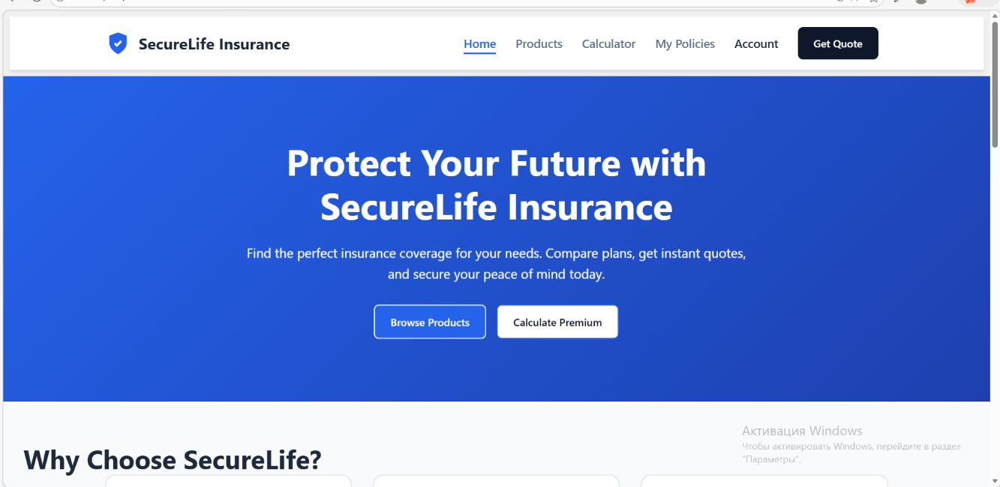 SecureLife Insurance
Home
Products
Calculator
My Policies
Account
Get Quote
Protect Your Future with
SecureLife Insurance
Find the perfect insurance coverage for your needs. Compare plans, get instant quotes,
and secure your peace of mind today.
Browse Products
Calculate Premium
Why Choose SecureLife?
Активация Windows
Чтобы активировать Windows, перейдите в раздел
"Параметры".